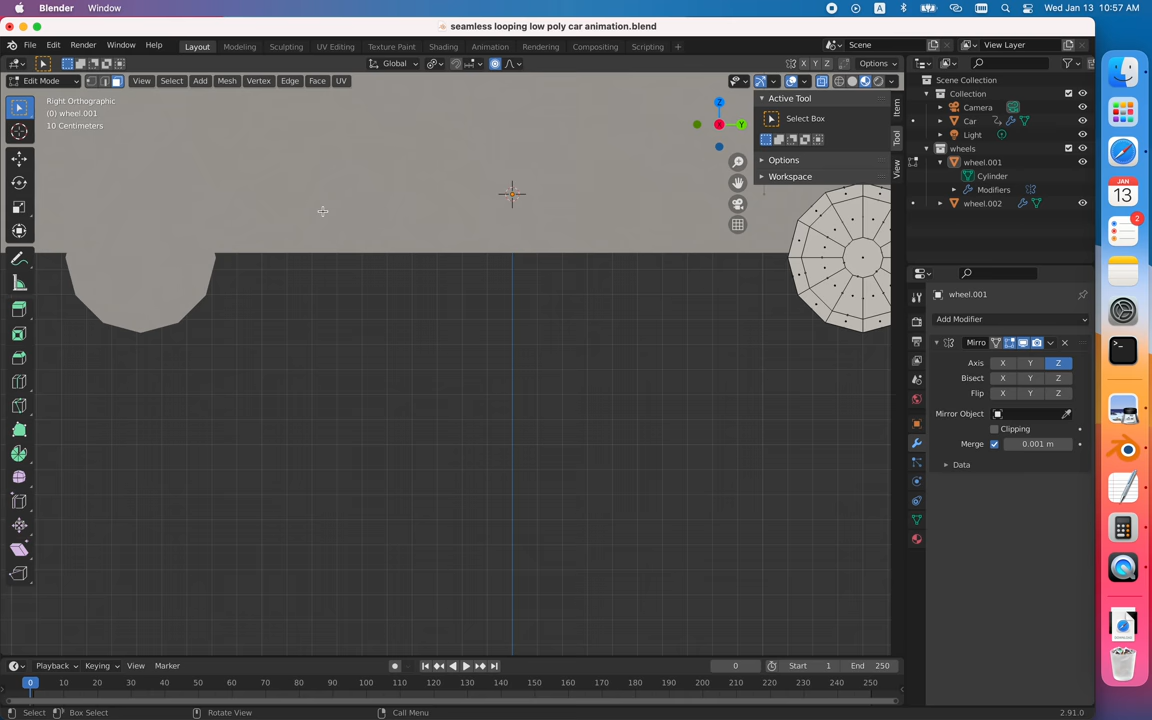 Blender Window A Wed Jan 13 10:57 AM
seamless looping low poly car animation.blend
File Edit Render Window Help Layout Modeling Sculpting UV Editing Texture Paint Shading Animation Rendering Compositing Scripting + Scene View Layer
Global X Y Z Options
Edit Mode View Select Add Mesh Vertex Edge Face UV
Right Orthographic
(0) wheel.001
10 Centimeters
Z
X Y
Active Tool
Select Box
Options
Workspace
Item
Tool
View
Scene Collection
Collection
Camera
Car
Light
wheels
wheel.001
Cylinder
Modifiers
wheel.002
wheel.001
Add Modifier
Mirro
Axis X Y Z
Bisect X Y Z
Flip X Y Z
Mirror Object
Clipping
Merge 0.001 m
Data
JAN
13
2
Playback Keying View Marker 0 Start 1 End 250
0 10 20 30 40 50 60 70 80 90 100 110 120 130 140 150 160 170 180 190 200 210 220 230 240 250
Select Box Select Rotate View Call Menu 2.91.0